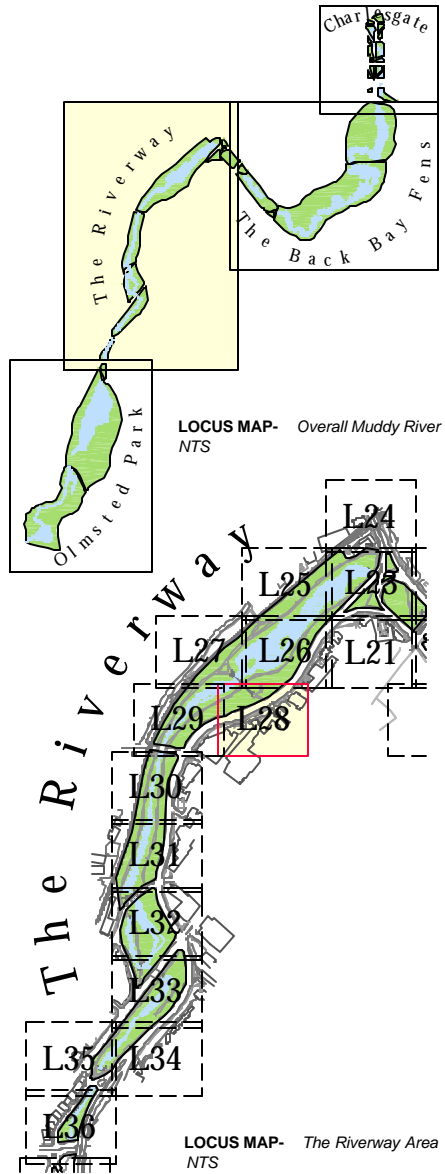 Charlesgate
The Riverway
The Back Bay Fens
LOCUS MAP- Overall Muddy River
NTS
Olmsted Park
L24
The Riverway
L25
L23
L27
L26
L21
L29
L28
L30
L31
L32
L33
L35
L34
L36
LOCUS MAP- The Riverway Area
NTS